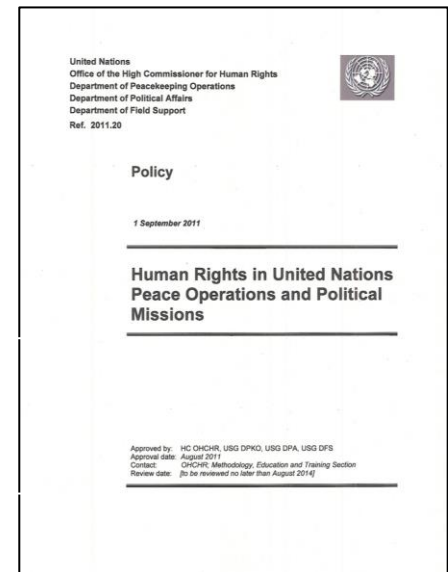 United Nations
Office of the High Commissioner for Human Rights
Department of Peacekeeping Operations
Department of Political Affairs
Department of Field Support
Ref. 2011.20
Policy
1 September 2011
Human Rights in United Nations
Peace Operations and Political
Missions
Approved by: HC OHCHR, USG DPKO, USG DPA, USG DFS
Approval date: August 2011
Contact: OHCHR, Methodology, Education and Training Section
Review date: [to be reviewed no later than August 2014]